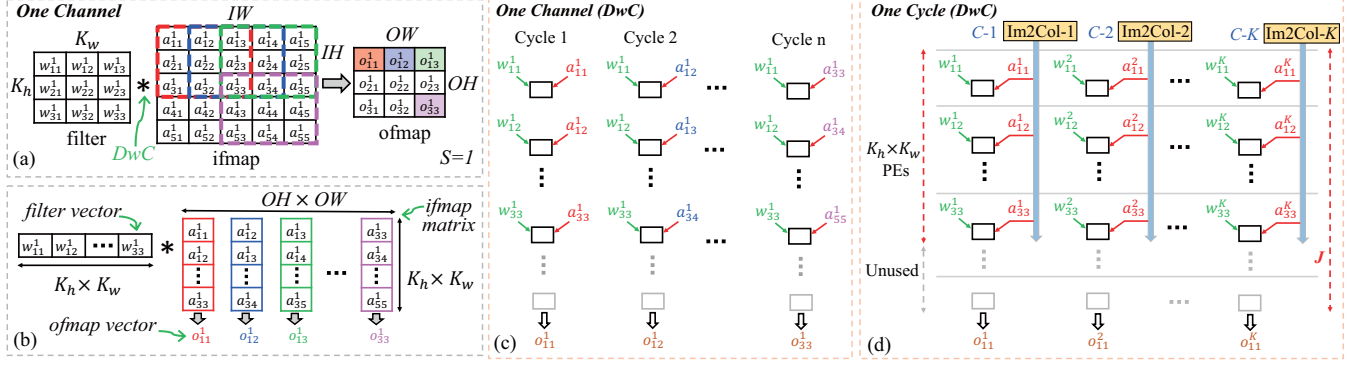 One Channel
IW
K_w
IH
OW
K_h
w^1_11 w^1_12 w^1_13
w^1_21 w^1_22 w^1_23
w^1_31 w^1_32 w^1_33
*
a^1_11 a^1_12 a^1_13 a^1_14 a^1_15
a^1_21 a^1_22 a^1_23 a^1_24 a^1_25
a^1_31 a^1_32 a^1_33 a^1_34 a^1_35
a^1_41 a^1_42 a^1_43 a^1_44 a^1_45
a^1_51 a^1_52 a^1_53 a^1_54 a^1_55
o^1_11 o^1_12 o^1_13
o^1_21 o^1_22 o^1_23
o^1_31 o^1_32 o^1_33
OH
filter
DwC
ifmap
ofmap
S=1
(a)
filter vector
OH × OW
ifmap
matrix
w^1_11 w^1_12 ⋯ w^1_33
*
a^1_11 a^1_12 a^1_13 a^1_33
a^1_12 a^1_13 a^1_14 ⋯ a^1_34
a^1_33 a^1_34 a^1_35 a^1_55
K_h × K_w
K_h × K_w
ofmap vector
o^1_11 o^1_12 o^1_13 o^1_33
(b)
One Channel (DwC)
Cycle 1 Cycle 2 Cycle n
w^1_11 a^1_11 w^1_11 a^1_12 ⋯ w^1_11 a^1_33
w^1_12 a^1_12 w^1_12 a^1_13 ⋯ w^1_12 a^1_34
w^1_33 a^1_33 w^1_33 a^1_34 ⋯ w^1_33 a^1_55
o^1_11 o^1_12 o^1_33
(c)
One Cycle (DwC)
C-1 Im2Col-1 C-2 Im2Col-2 C-K Im2Col-K
w^1_11 a^1_11 w^2_11 a^2_11 ⋯ w^K_11 a^K_11
w^1_12 a^1_12 w^2_12 a^2_12 ⋯ w^K_12 a^K_12
K_h×K_w
PEs
w^1_33 a^1_33 w^2_33 a^2_33 ⋯ w^K_33 a^K_33
Unused
J
o^1_11 o^2_11 o^K_11
(d)